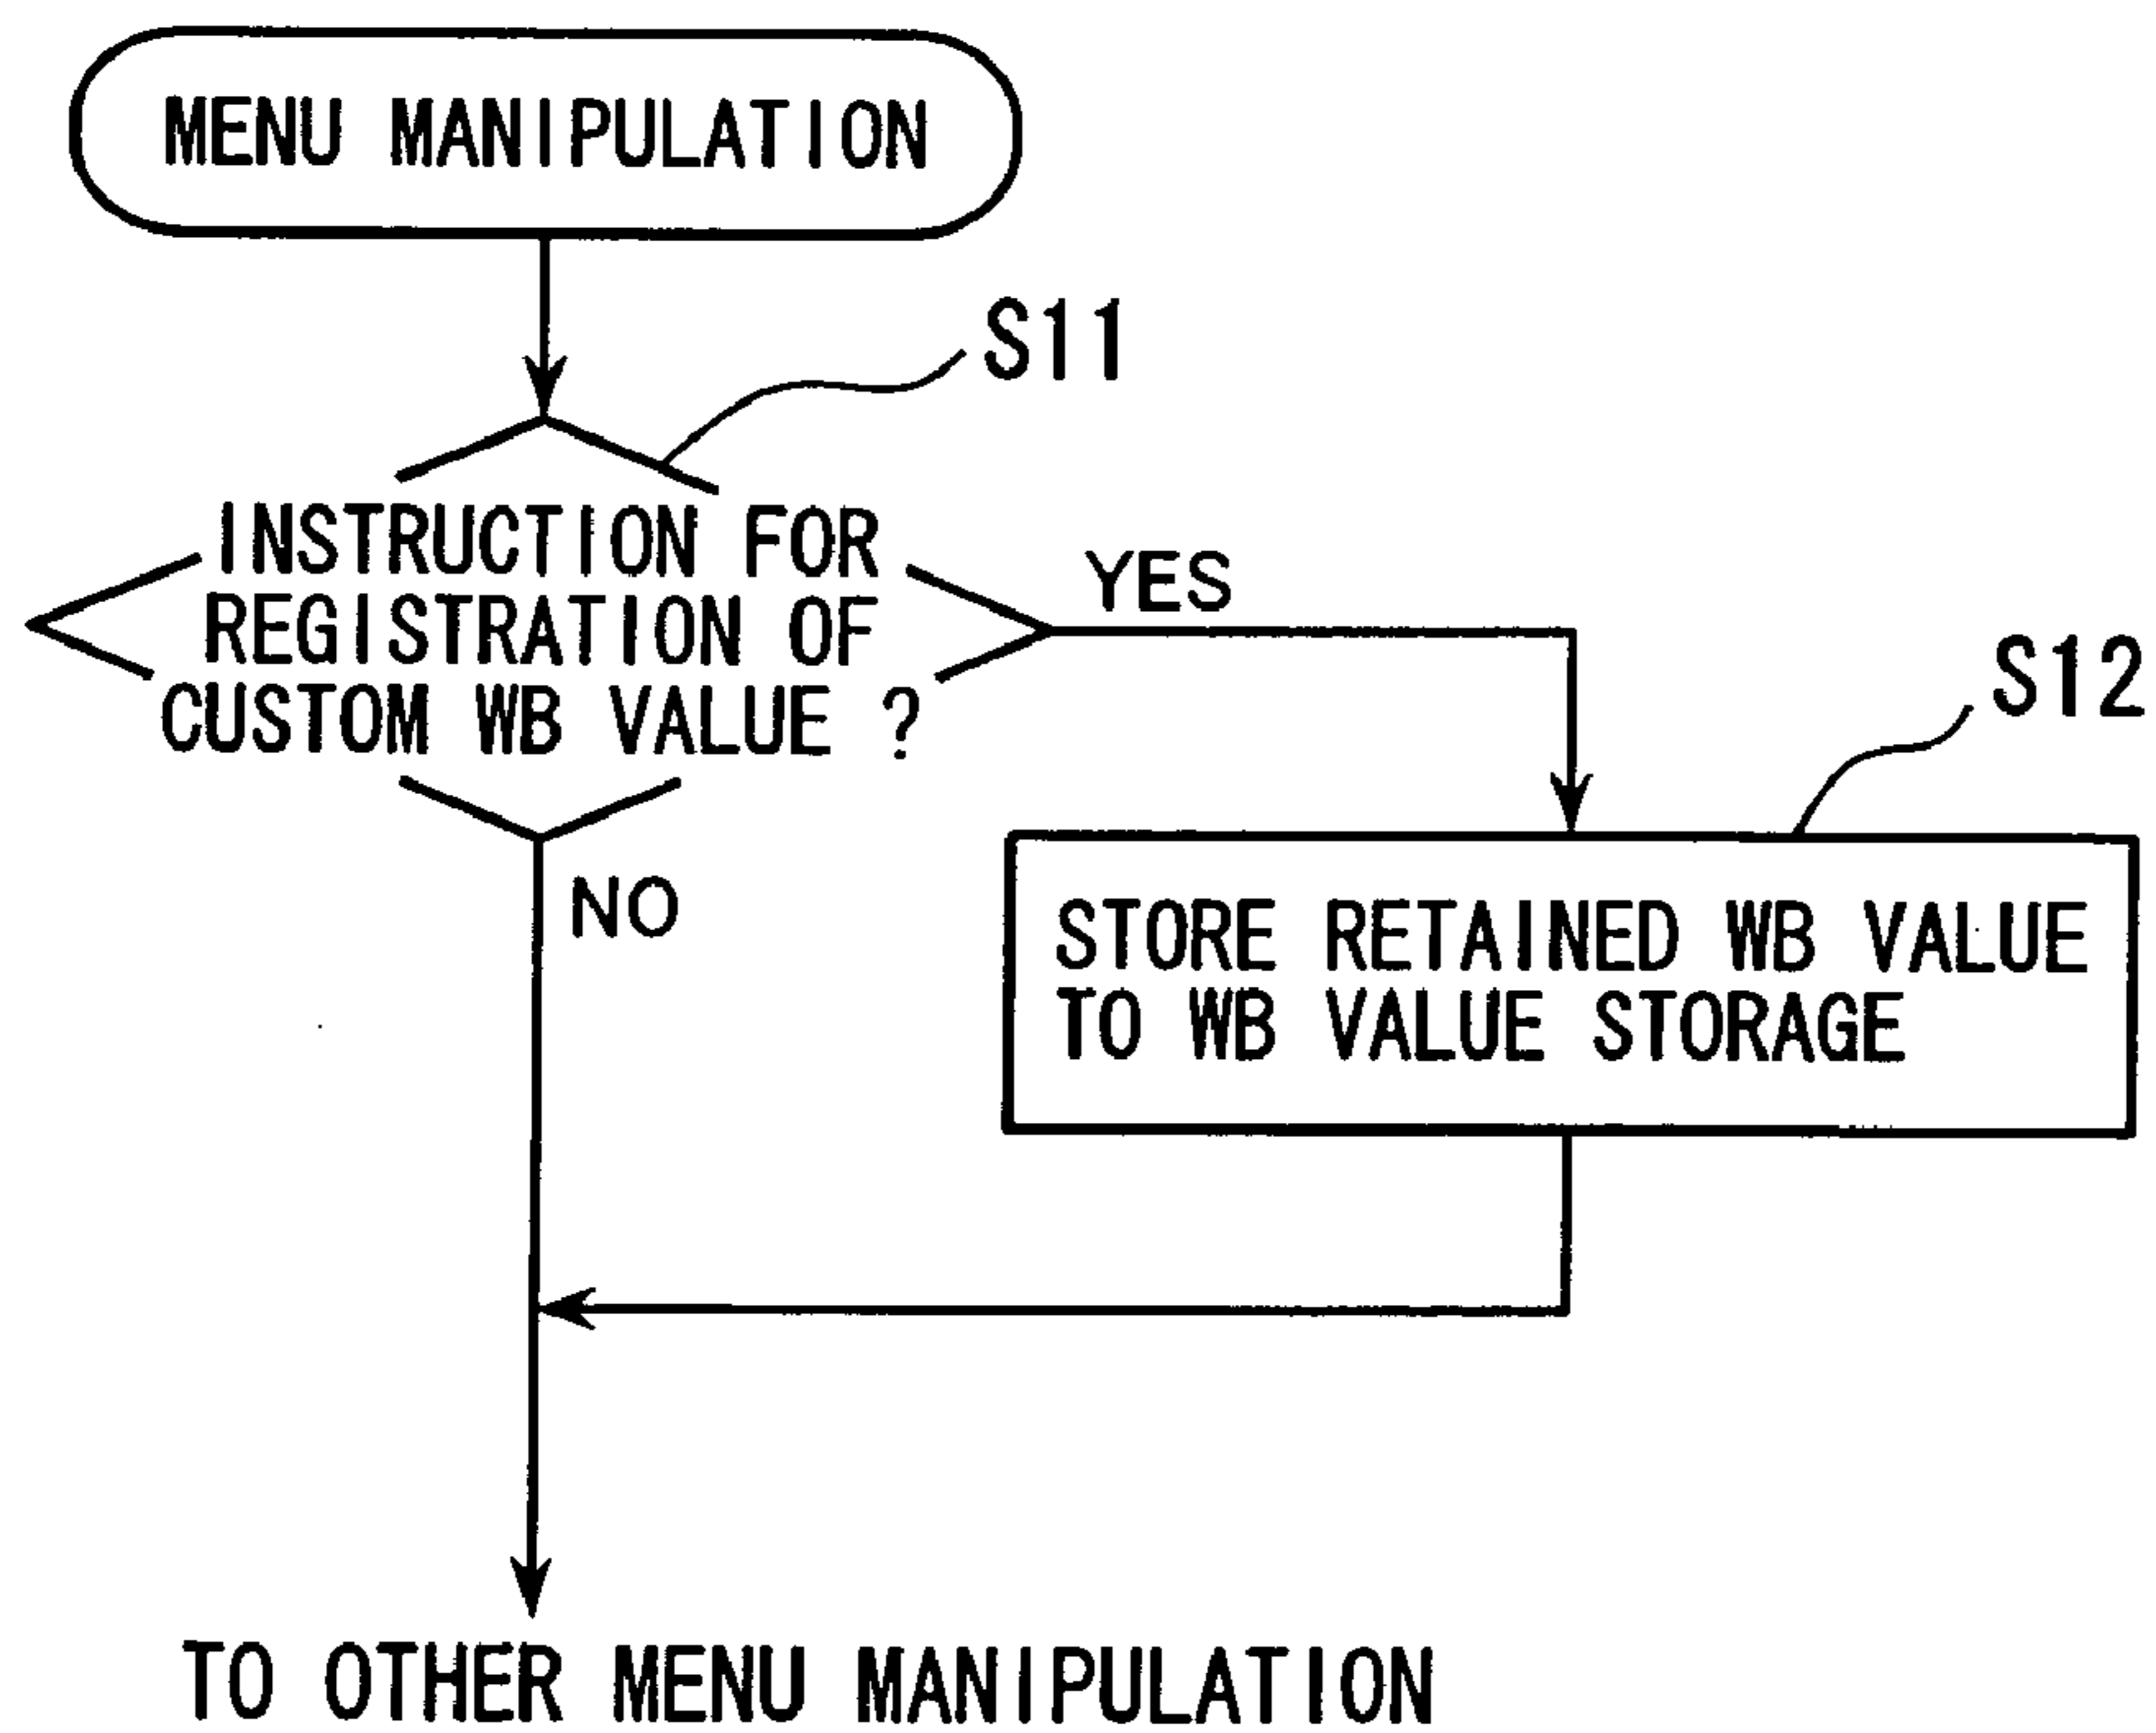 MENU MANIPULATION
S11
INSTRUCTION FOR
REGISTRATION OF
CUSTOM WB VALUE ?
YES
S12
NO
STORE RETAINED WB VALUE
TO WB VALUE STORAGE
TO OTHER MENU MANIPULATION